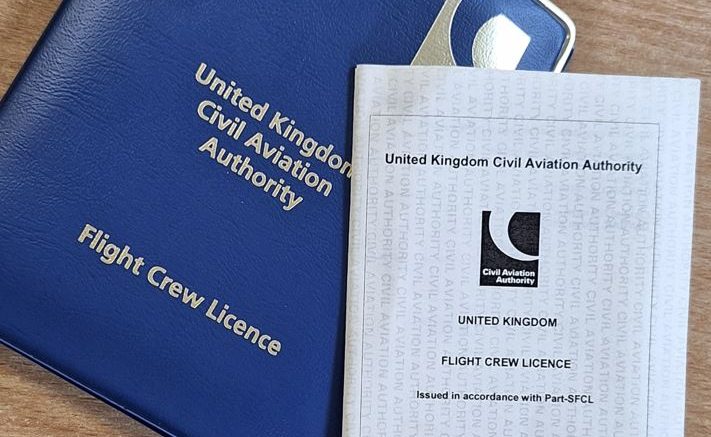 United Kingdom
Civil Aviation
Authority
Flight Crew Licence
United Kingdom Civil Aviation Authority
Civil Aviation
Authority
UNITED KINGDOM
FLIGHT CREW LICENCE
Issued in accordance with Part-SFCL